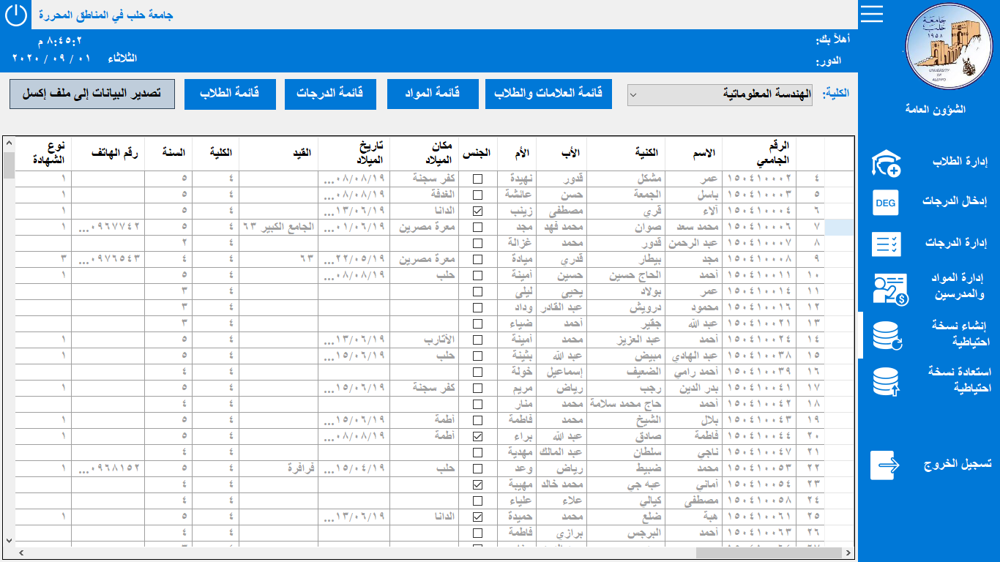 جامعة حلب في المناطق المحررة
أهلاً بك:
٨:٤٥:٢ م
الدور:
الثلاثاء ٠١ / ٠٩ / ٢٠٢٠
جامعة حلب
١٩٥٨
UNIVERSITY
OF
ALEPPO
الشؤون العامة
إدارة الطلاب
إدخال الدرجات
DEG
إدارة الدرجات
إدارة المواد
والمدرسين
إنشاء نسخة
احتياطية
استعادة نسخة
احتياطية
تسجيل الخروج
الكلية: الهندسة المعلوماتية قائمة العلامات والطلاب قائمة المواد قائمة الدرجات قائمة الطلاب تصدير البيانات إلى ملف إكسل
الرقم الجامعي الاسم الكنية الأب الأم الجنس مكان الميلاد تاريخ الميلاد القيد الكلية السنة رقم الهاتف نوع الشهادة
٤ ١٥٠٤١٠٠٠٢ عمر مشكل قدور نهيدة كفر سجنة ٠٨/٠٨/١٩... ٤ ٥ ١
٥ ١٥٠٤١٠٠٠٣ باسل الجمعة حسن عائشة الغدفة ٠٨/٠٨/١٩... ٤ ٥ ١
٦ ١٥٠٤١٠٠٠٤ آلاء قري مصطفى زينب الدانا ١٣/٠٦/١٩... ٤ ٥ ١
٧ ١٥٠٤١٠٠٠٦ محمد سعد صوان محمد فهد مجد معرة مصرين ٠١/٠٦/١٩... الجامع الكبير ٦٣ ٤ ٥ ٠٩٦٧٧٤٢... ١
٨ ١٥٠٤١٠٠٠٧ عبد الرحمن قدور محمد غزالة ٤ ٢
٩ ١٥٠٤١٠٠٠٨ مجد بيطار قدري ميادة معرة مصرين ٢٢/٠٥/١٩... ٦٣ ٤ ٤ ٠٩٧٦٥٤٣... ٣
١٠ ١٥٠٤١٠٠١١ أحمد الحاج حسين حسين أمينة حلب ٠٨/٠٨/١٩... ٤ ٥ ١
١١ ١٥٠٤١٠٠١٤ عمر بولاد يحيى ليلى ٤ ٣
١٢ ١٥٠٤١٠٠١٦ محمود درويش عبد القادر وداد ٤ ٣
١٣ ١٥٠٤١٠٠٢١ عبد الله جقير أحمد ضياء ٤ ٣
١٤ ١٥٠٤١٠٠٢٤ أحمد عبد العزيز محمد أمينة الأتارب ١٣/٠٦/١٩... ٤ ٥ ١
١٥ ١٥٠٤١٠٠٣٨ عبد الهادي مبيض عبد الله بثينة حلب ١٥/٠٦/١٩... ٤ ٥ ١
١٦ ١٥٠٤١٠٠٣٩ أحمد رامي الضعيف إسماعيل خولة ٤ ٤
١٧ ١٥٠٤١٠٠٤١ بدر الدين رجب رياض مريم كفر سجنة ١٥/٠٦/١٩... ٤ ٥ ١
١٨ ١٥٠٤١٠٠٤٢ أحمد حاج محمد سلامة محمد منار ٤ ٤
١٩ ١٥٠٤١٠٠٤٣ بلال الشيخ محمد فاطمة أطمة ١٥/٠٦/١٩... ٤ ٥ ١
٢٠ ١٥٠٤١٠٠٤٤ فاطمة صادق عبد الله براء أطمة ٠٨/٠٨/١٩... ٤ ٥ ١
٢١ ١٥٠٤١٠٠٤٧ ناجي سلطان عبد المالك مهدية ٤ ٤
٢٢ ١٥٠٤١٠٠٥٣ محمد ضبيط رياض وعد حلب ١٥/٠٤/١٩... فرافرة ٤ ٥ ٠٩٦٨١٥٢... ١
٢٣ ١٥٠٤١٠٠٥٤ أماني عبه جي محمد خالد مهيبة ٤ ٤
٢٤ ١٥٠٤١٠٠٥٨ مصطفى كيالي علاء علياء ٤ ٤
٢٥ ١٥٠٤١٠٠٦١ هبة ضلع محمد حميدة الدانا ١٣/٠٦/١٩... ٤ ٥ ١
٢٦ ١٥٠٤١٠٠٦٣ أحمد البرجس برازي فاطمة ٤ ٤